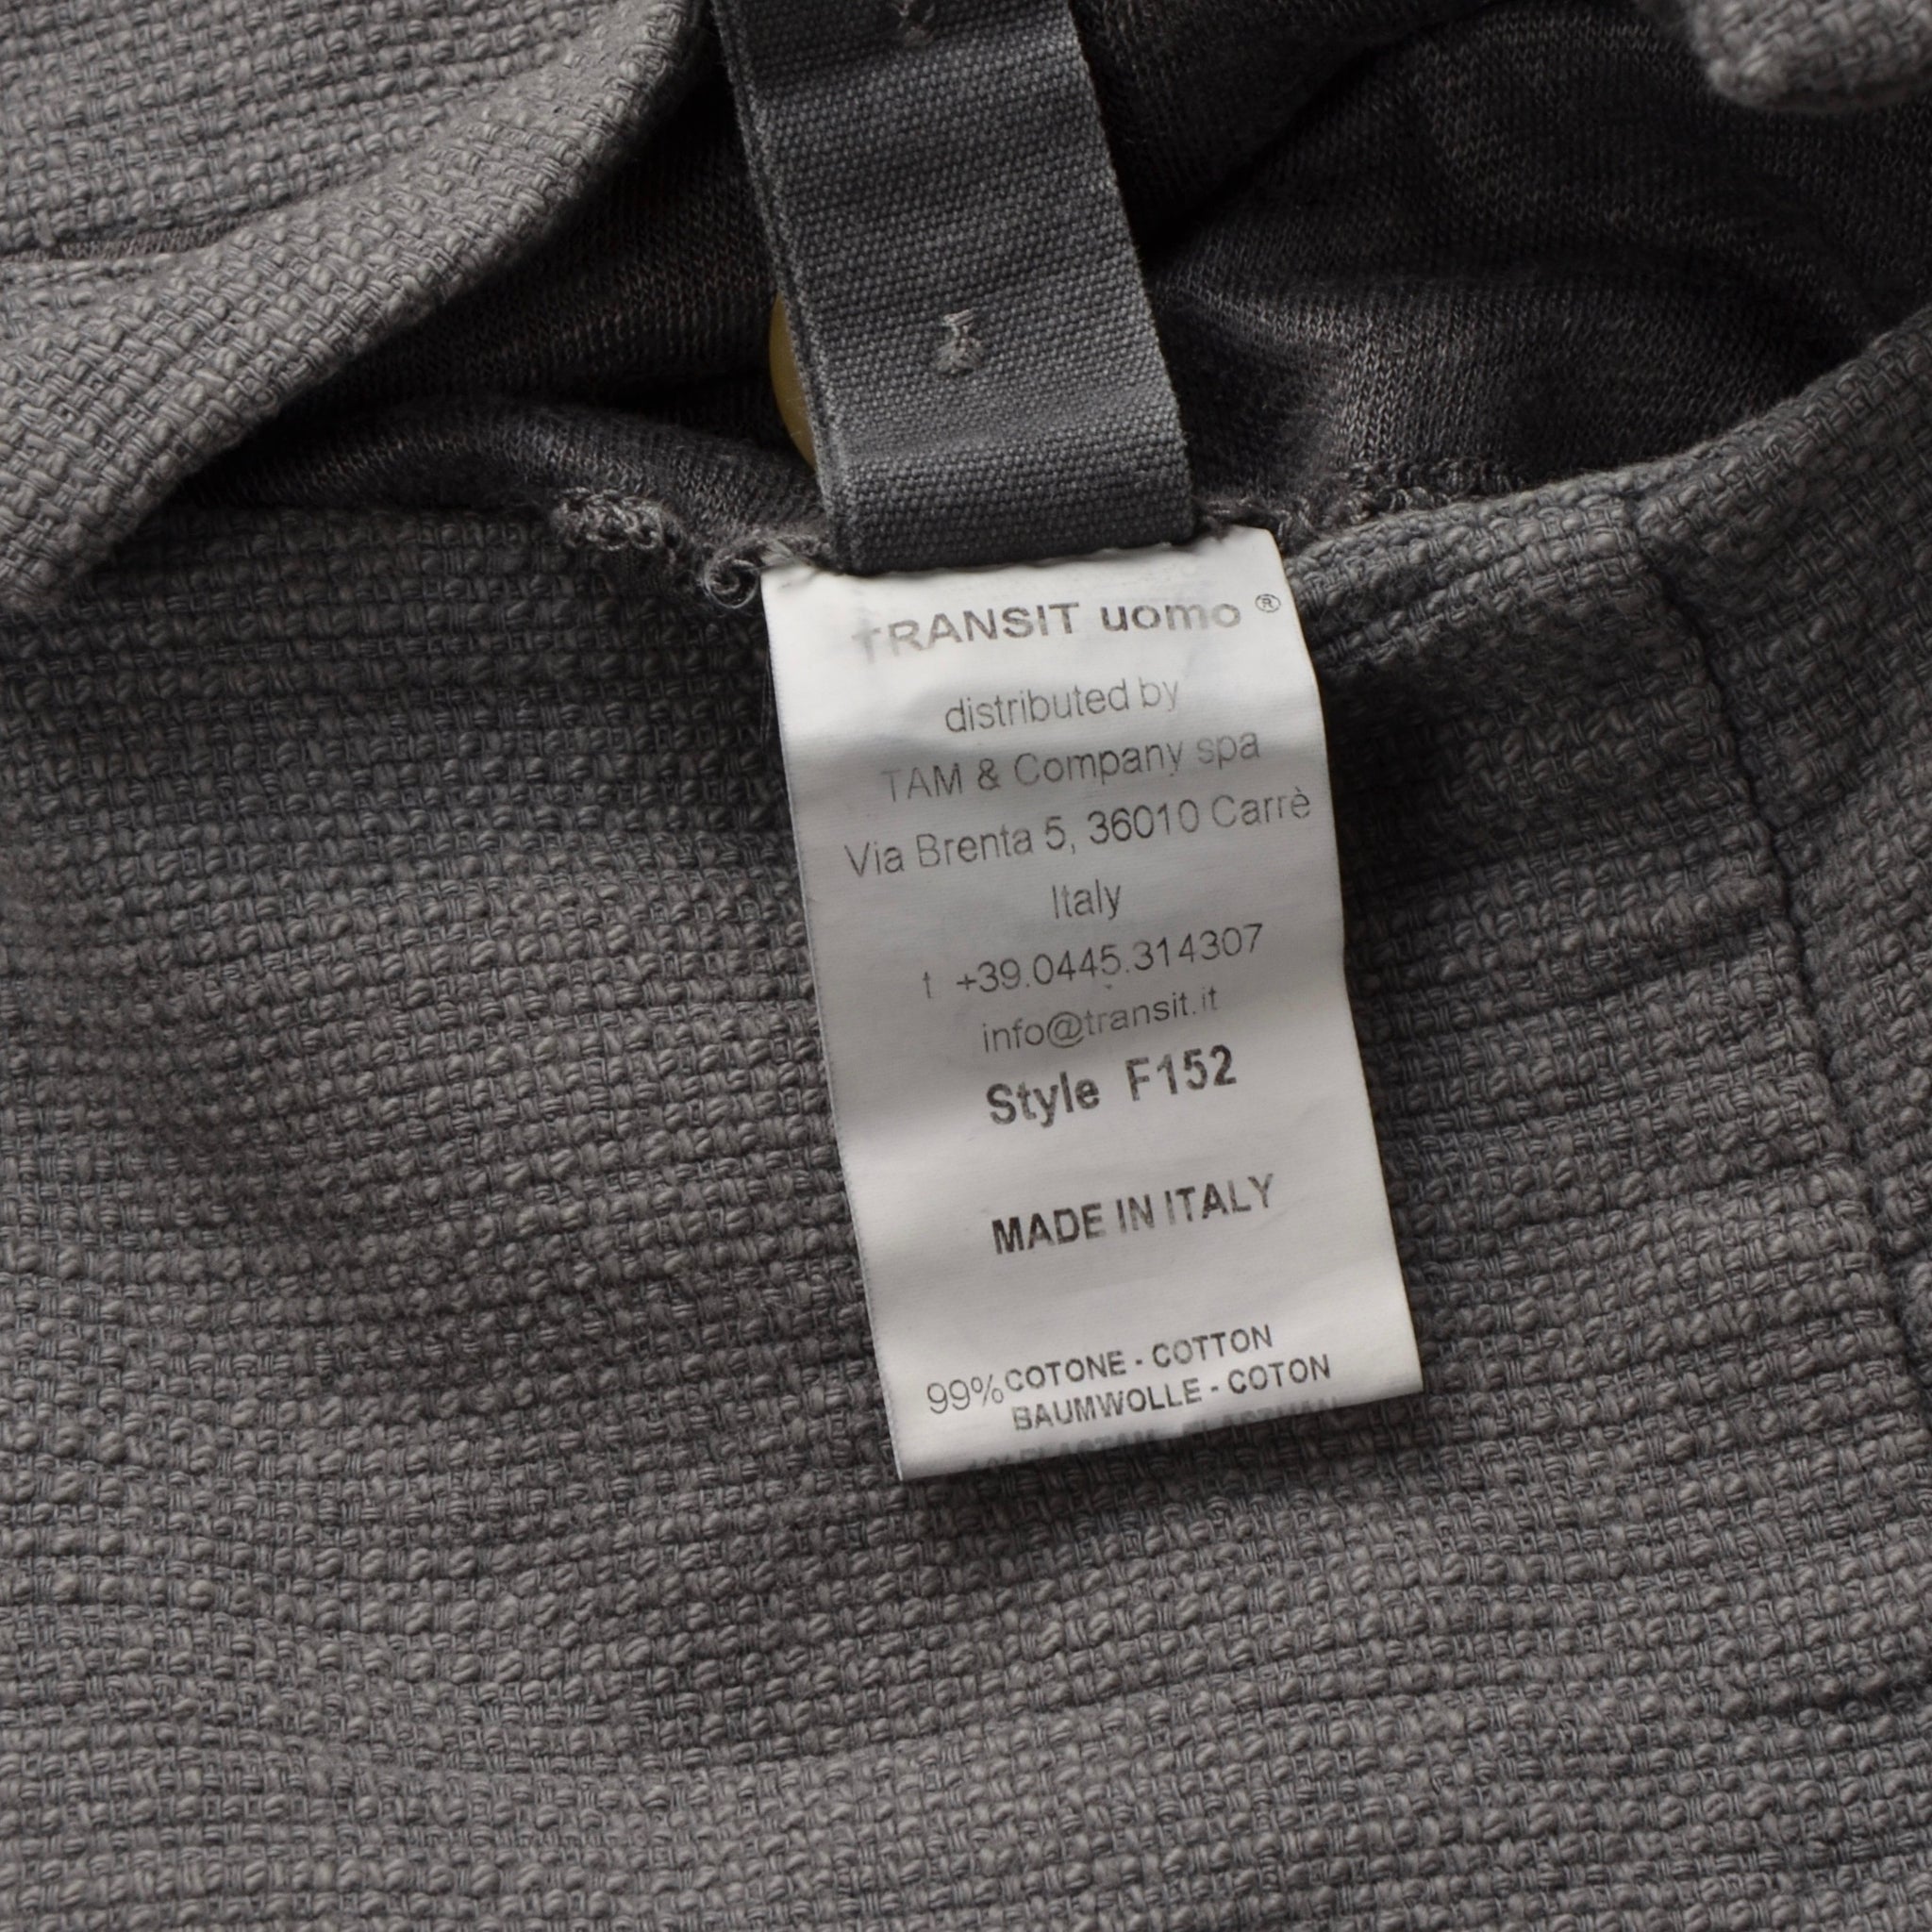 TRANSIT uomo ®
distributed by
TAM & Company spa
Via Brenta 5, 36010 Carrè
Italy
t +39.0445.314307
info@transit.it
Style F152
MADE IN ITALY
99% COTONE - COTTON
BAUMWOLLE - COTON